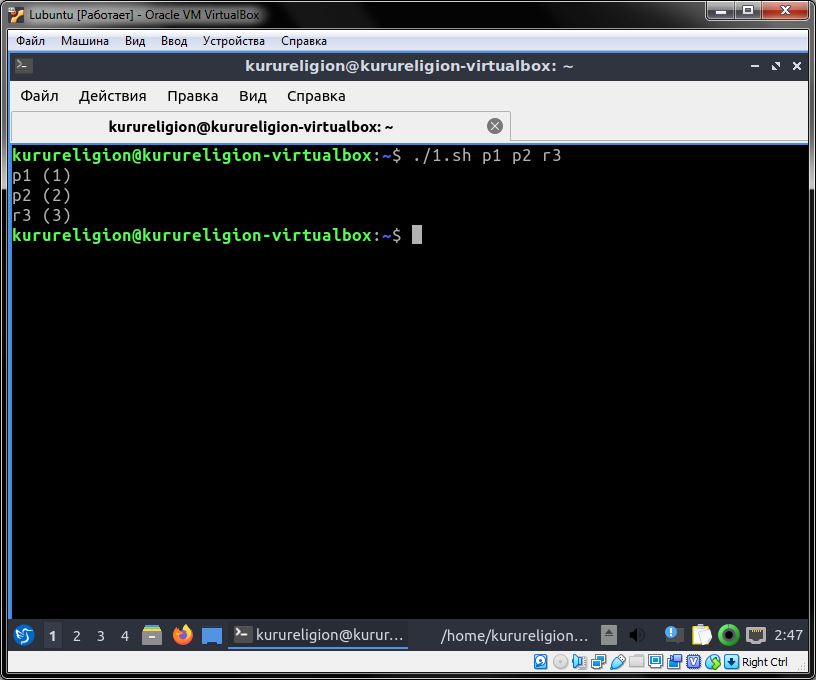 Lubuntu [Работает] - Oracle VM VirtualBox
Файл Машина Вид Ввод Устройства Справка
kurureligion@kurureligion-virtualbox: ~
Файл Действия Правка Вид Справка
kurureligion@kurureligion-virtualbox: ~
kurureligion@kurureligion-virtualbox:~$ ./1.sh p1 p2 r3
p1 (1)
p2 (2)
r3 (3)
kurureligion@kurureligion-virtualbox:~$
1 2 3 4 kurureligion@kurur... /home/kurureligion... 2:47
Right Ctrl